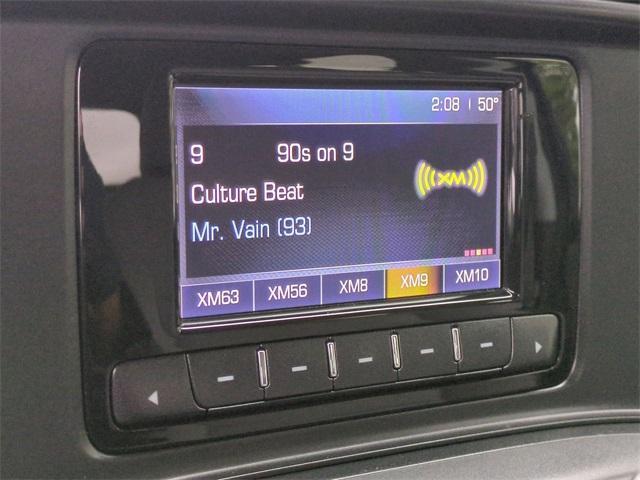 2:08 | 50°
9 90s on 9
(((XM)))
Culture Beat
Mr. Vain (93)
XM63 XM56 XM8 XM9 XM10